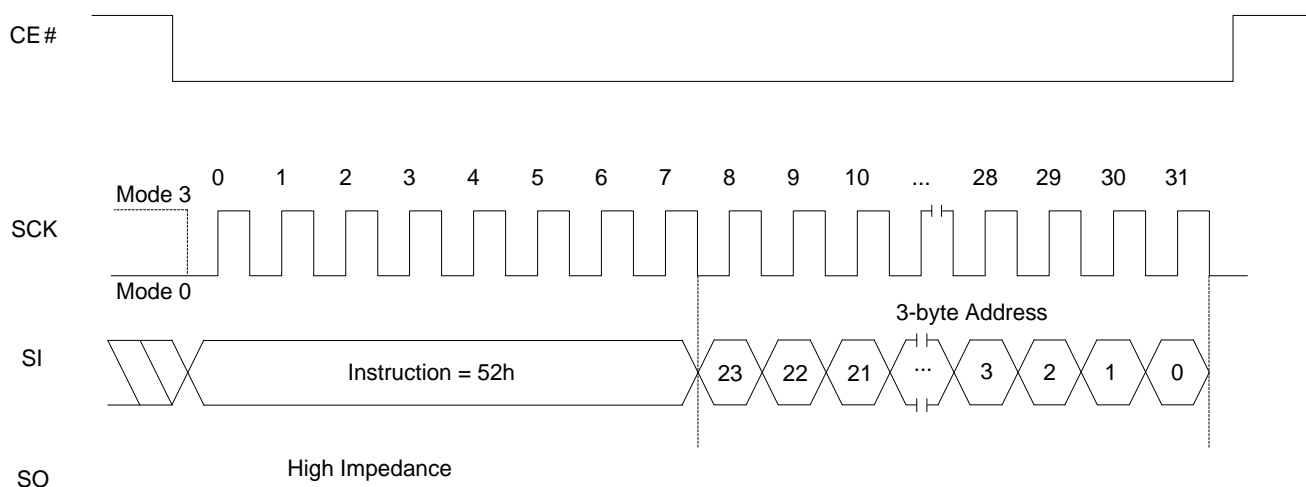 CE#
0 1 2 3 4 5 6 7 8 9 10 ... 28 29 30 31
Mode 3
SCK
Mode 0
3-byte Address
SI
Instruction = 52h
23 22 21 ... 3 2 1 0
High Impedance
SO